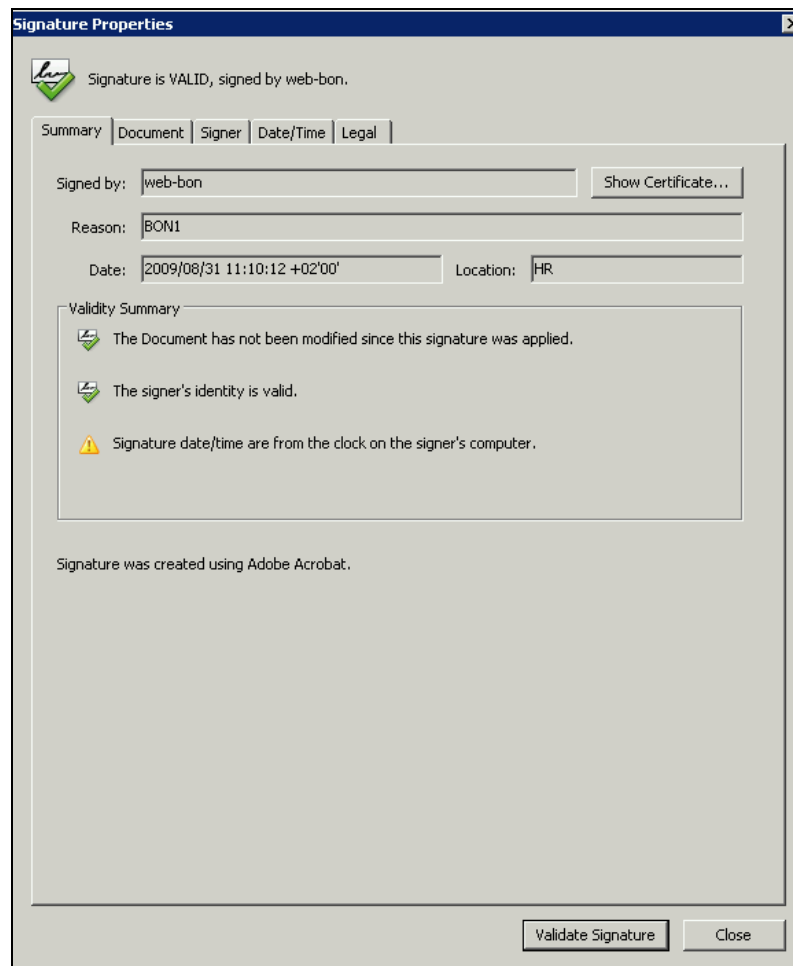 Signature Properties
Signature is VALID, signed by web-bon.
Summary Document Signer Date/Time Legal
Signed by: web-bon Show Certificate...
Reason: BON1
Date: 2009/08/31 11:10:12 +02'00' Location: HR
Validity Summary
The Document has not been modified since this signature was applied.
The signer's identity is valid.
Signature date/time are from the clock on the signer's computer.
Signature was created using Adobe Acrobat.
Validate Signature Close